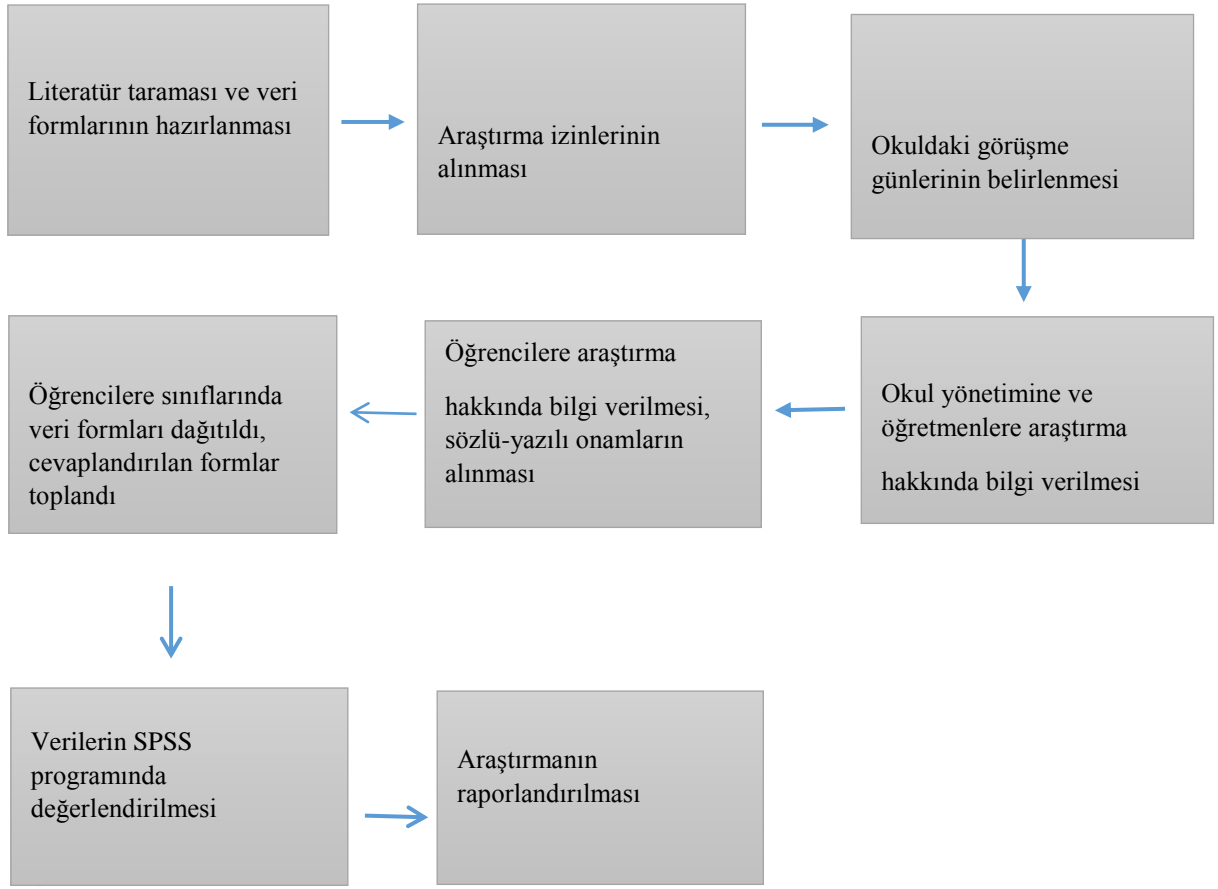 Literatür taraması ve veri
formlarının hazırlanması
Araştırma izinlerinin
alınması
Okuldaki görüşme
günlerinin belirlenmesi
Okul yönetimine ve
öğretmenlere araştırma
hakkında bilgi verilmesi
Öğrencilere araştırma
hakkında bilgi verilmesi,
sözlü-yazılı onamların
alınması
Öğrencilere sınıflarında
veri formları dağıtıldı,
cevaplandırılan formlar
toplandı
Verilerin SPSS
programında
değerlendirilmesi
Araştırmanın
raporlandırılması